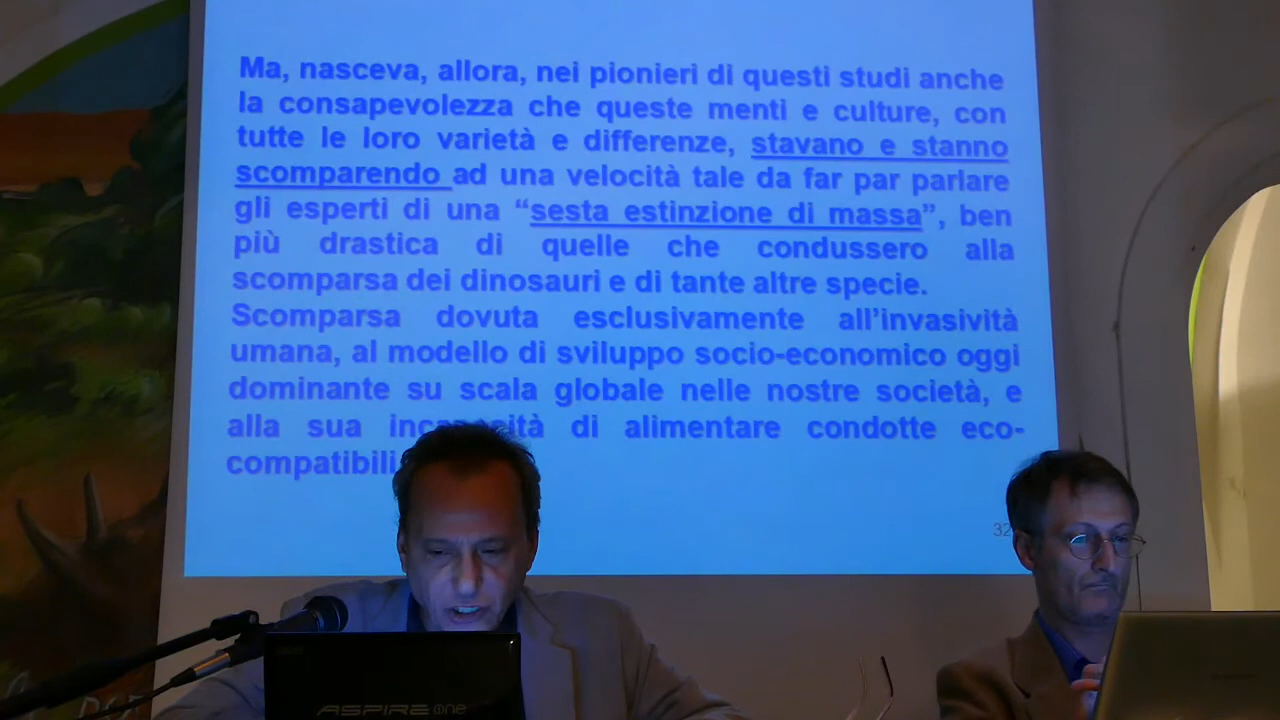 Ma, nasceva, allora, nei pionieri di questi studi anche
la consapevolezza che queste menti e culture, con
tutte le loro varietà e differenze, stavano e stanno
scomparendo ad una velocità tale da far par parlare
gli esperti di una “sesta estinzione di massa”, ben
più drastica di quelle che condussero alla
scomparsa dei dinosauri e di tante altre specie.
Scomparsa dovuta esclusivamente all’invasività
umana, al modello di sviluppo socio-economico oggi
dominante su scala globale nelle nostre società, e
alla sua incapacità di alimentare condotte eco-
compatibili
32
ASPIRE one